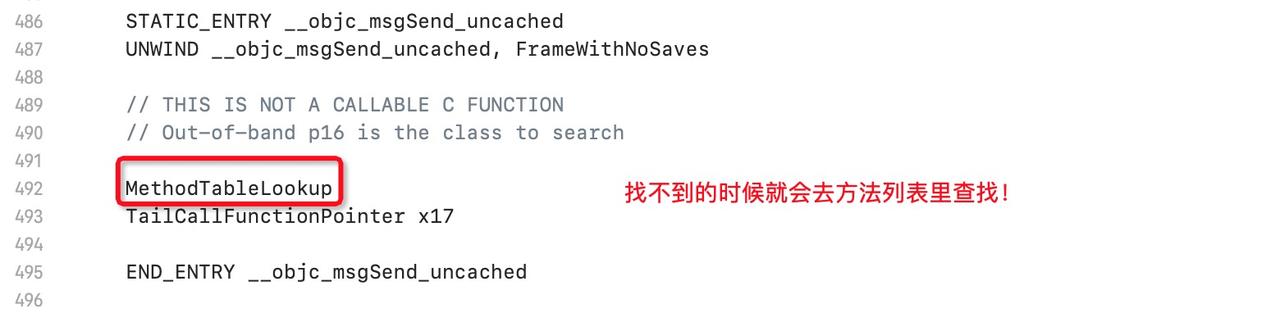 486 STATIC_ENTRY __objc_msgSend_uncached
487 UNWIND __objc_msgSend_uncached, FrameWithNoSaves
488
489 // THIS IS NOT A CALLABLE C FUNCTION
490 // Out-of-band p16 is the class to search
491
492 MethodTableLookup 找不到的时候就会去方法列表里查找！
493 TailCallFunctionPointer x17
494
495 END_ENTRY __objc_msgSend_uncached
496